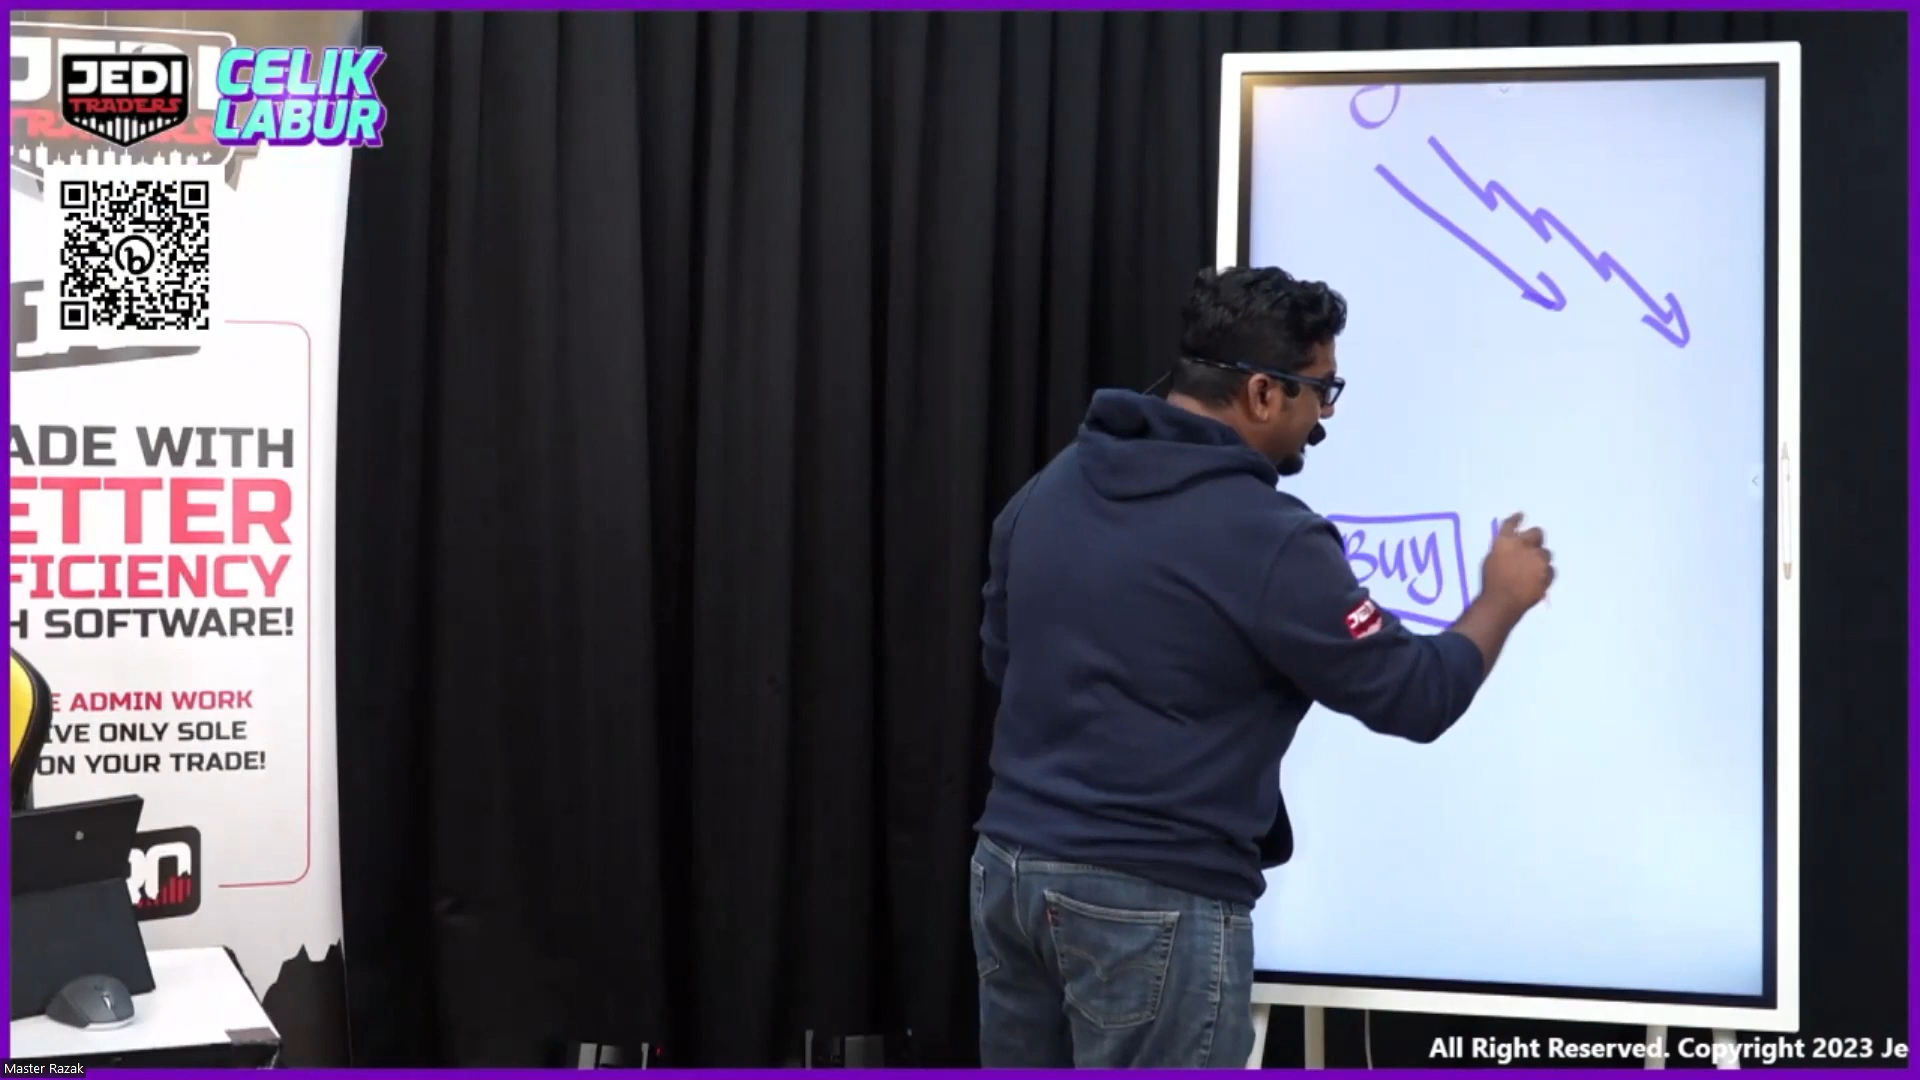 JEDI
TRADERS
CELIK
LABUR
ADE WITH
ETTER
FICIENCY
H SOFTWARE!
E ADMIN WORK
IVE ONLY SOLE
ON YOUR TRADE!
Buy
JEDI
All Right Reserved. Copyright 2023 Je
Master Razak